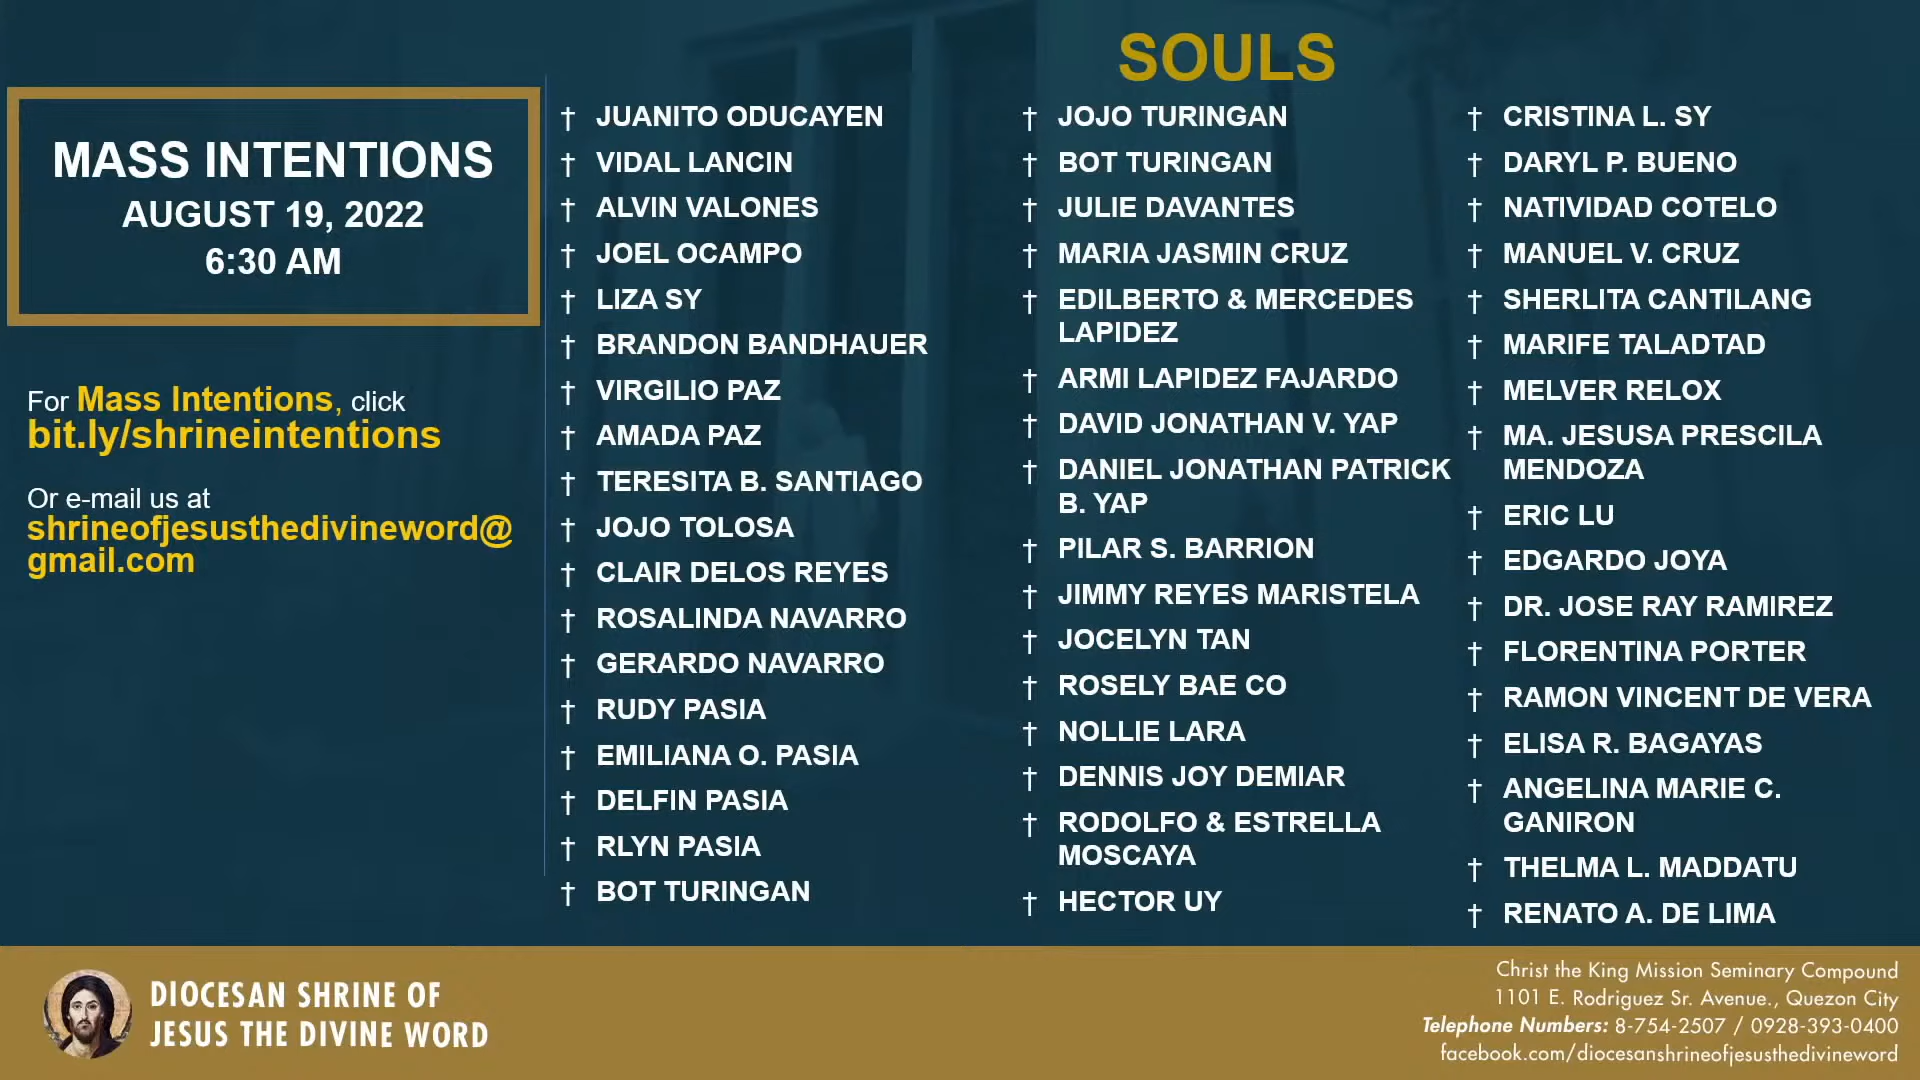 SOULS
MASS INTENTIONS
AUGUST 19, 2022
6:30 AM
For Mass Intentions, click
bit.ly/shrineintentions
Or e-mail us at
shrineofjesusthedivineword@
gmail.com
† JUANITO ODUCAYEN
† VIDAL LANCIN
† ALVIN VALONES
† JOEL OCAMPO
† LIZA SY
† BRANDON BANDHAUER
† VIRGILIO PAZ
† AMADA PAZ
† TERESITA B. SANTIAGO
† JOJO TOLOSA
† CLAIR DELOS REYES
† ROSALINDA NAVARRO
† GERARDO NAVARRO
† RUDY PASIA
† EMILIANA O. PASIA
† DELFIN PASIA
† RLYN PASIA
† BOT TURINGAN
† JOJO TURINGAN
† BOT TURINGAN
† JULIE DAVANTES
† MARIA JASMIN CRUZ
† EDILBERTO & MERCEDES
LAPIDEZ
† ARMI LAPIDEZ FAJARDO
† DAVID JONATHAN V. YAP
† DANIEL JONATHAN PATRICK
B. YAP
† PILAR S. BARRION
† JIMMY REYES MARISTELA
† JOCELYN TAN
† ROSELY BAE CO
† NOLLIE LARA
† DENNIS JOY DEMIAR
† RODOLFO & ESTRELLA
MOSCAYA
† HECTOR UY
† CRISTINA L. SY
† DARYL P. BUENO
† NATIVIDAD COTELO
† MANUEL V. CRUZ
† SHERLITA CANTILANG
† MARIFE TALADTAD
† MELVER RELOX
† MA. JESUSA PRESCILA
MENDOZA
† ERIC LU
† EDGARDO JOYA
† DR. JOSE RAY RAMIREZ
† FLORENTINA PORTER
† RAMON VINCENT DE VERA
† ELISA R. BAGAYAS
† ANGELINA MARIE C.
GANIRON
† THELMA L. MADDATU
† RENATO A. DE LIMA
DIOCESAN SHRINE OF
JESUS THE DIVINE WORD
Christ the King Mission Seminary Compound
1101 E. Rodriguez Sr. Avenue., Quezon City
Telephone Numbers: 8-754-2507 / 0928-393-0400
facebook.com/diocesanshrineofjesusthedivineword